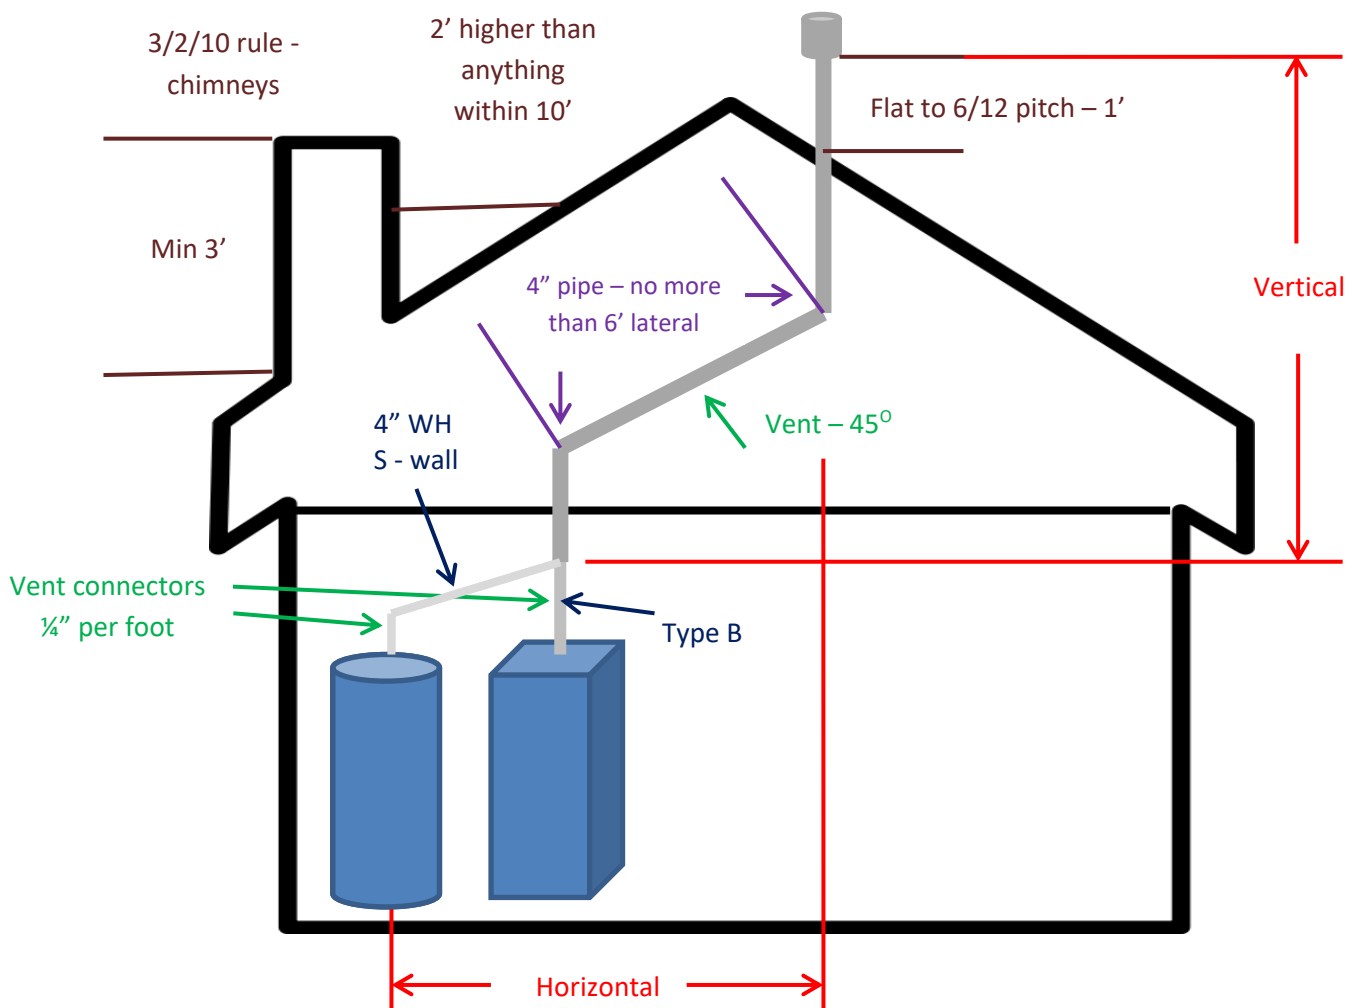 3/2/10 rule -
chimneys
2’ higher than
anything
within 10’
Flat to 6/12 pitch – 1’
Min 3’
4” pipe – no more
than 6’ lateral
Vertical
4” WH
S - wall
Vent – 45⁰
Vent connectors
¼” per foot
Type B
Horizontal